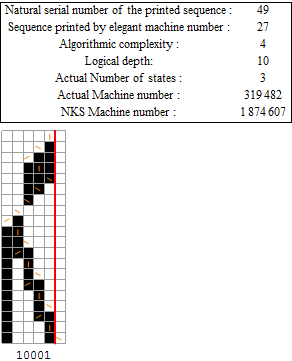 Natural serial number of the printed sequence : 49
Sequence printed by elegant machine number : 27
Algorithmic complexity : 4
Logical depth: 10
Actual Number of states : 3
Actual Machine number : 319 482
NKS Machine number : 1 874 607
10001